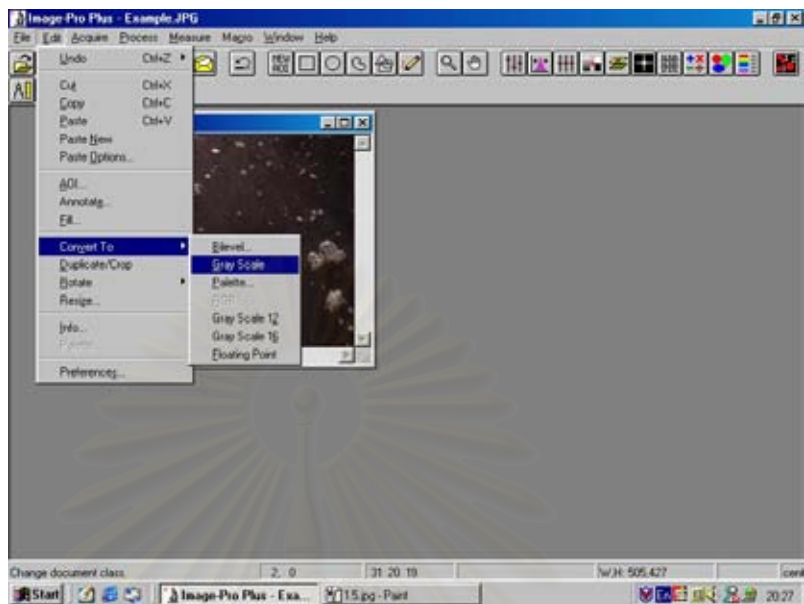 Image-Pro Plus - Example.JPG
File Edit Acquire Process Measure Macro Window Help
NEW
Undo Ctrl+Z
Cut Ctrl+X
Copy Ctrl+C
Paste Ctrl+V
Paste New
Paste Options...
AOI...
Annotate...
Fill...
Convert To
Duplicate/Crop
Rotate
Resize...
Info...
Preferences...
Bilevel...
Gray Scale
Palette...
Gray Scale 12
Gray Scale 16
Floating Point
Change document class 2, 0 31 20 19 W,H: 505,427
Start Image-Pro Plus - Exa... 15.jpg - Paint En 20:27